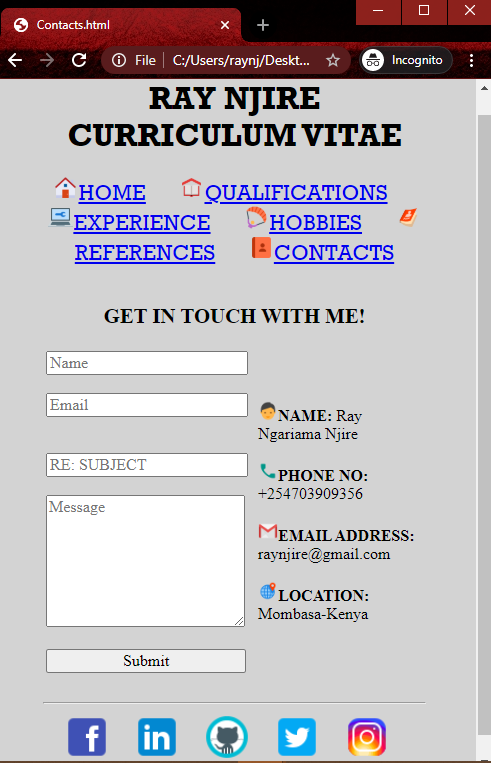 Contacts.html
File
C:/Users/raynj/Deskt...
Incognito
RAY NJIRE
CURRICULUM VITAE
HOME QUALIFICATIONS
EXPERIENCE HOBBIES
REFERENCES CONTACTS
GET IN TOUCH WITH ME!
Name
Email
RE: SUBJECT
Message
Submit
NAME: Ray
Ngariama Njire
PHONE NO:
+254703909356
EMAIL ADDRESS:
raynjire@gmail.com
LOCATION:
Mombasa-Kenya